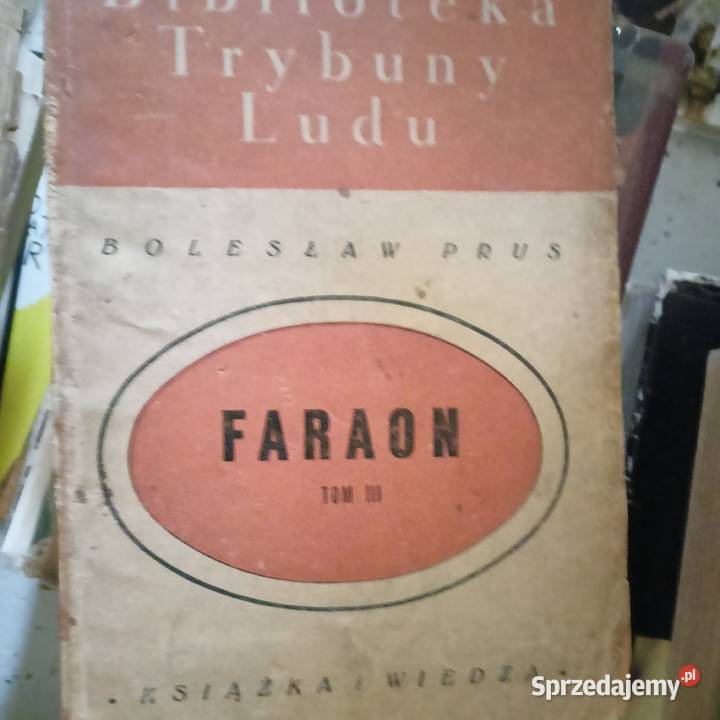 Biblioteka
Trybuny
Ludu
BOLESŁAW PRUS
FARAON
TOM III
• KSIĄŻKA i WIEDZA •
Sprzedajemy.pl